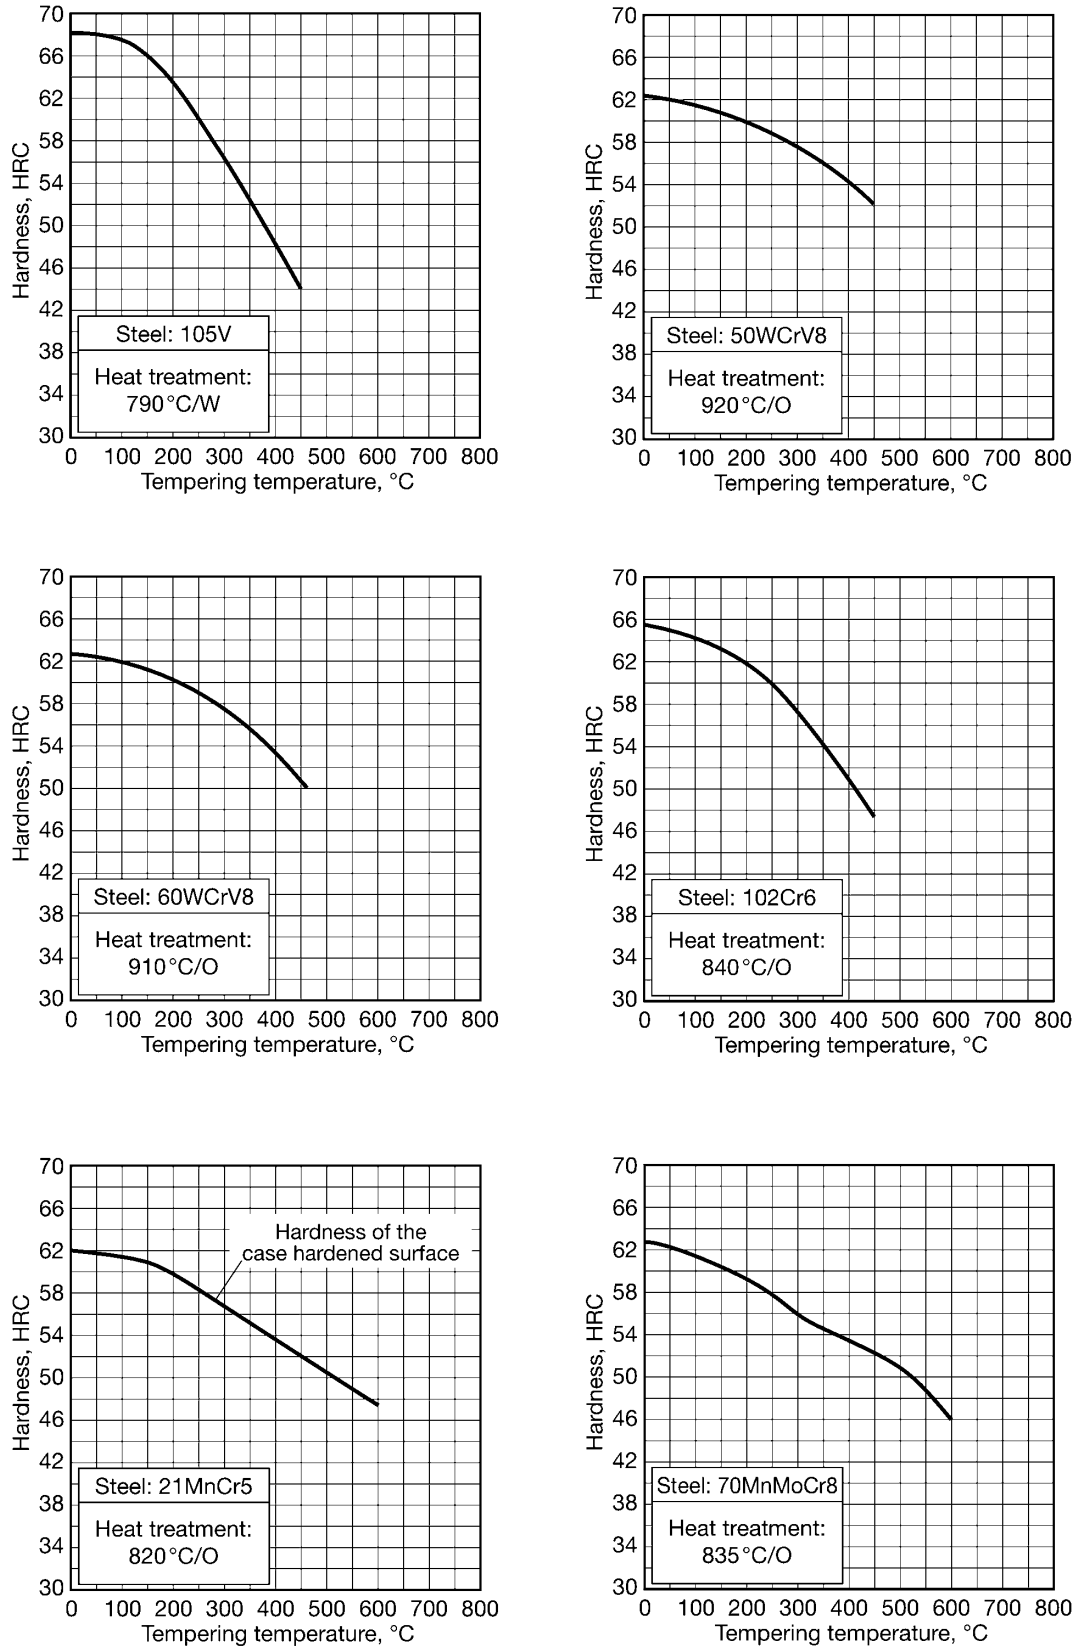 70
66
62
58
54
50
46
42
38
34
30
Hardness, HRC
Steel: 105V
Heat treatment:
790°C/W
0 100 200 300 400 500 600 700 800
Tempering temperature, °C
70
66
62
58
54
50
46
42
38
34
30
Hardness, HRC
Steel: 50WCrV8
Heat treatment:
920°C/O
0 100 200 300 400 500 600 700 800
Tempering temperature, °C
70
66
62
58
54
50
46
42
38
34
30
Hardness, HRC
Steel: 60WCrV8
Heat treatment:
910°C/O
0 100 200 300 400 500 600 700 800
Tempering temperature, °C
70
66
62
58
54
50
46
42
38
34
30
Hardness, HRC
Steel: 102Cr6
Heat treatment:
840°C/O
0 100 200 300 400 500 600 700 800
Tempering temperature, °C
70
66
62
58
54
50
46
42
38
34
30
Hardness, HRC
Hardness of the
case hardened surface
Steel: 21MnCr5
Heat treatment:
820°C/O
0 100 200 300 400 500 600 700 800
Tempering temperature, °C
70
66
62
58
54
50
46
42
38
34
30
Hardness, HRC
Steel: 70MnMoCr8
Heat treatment:
835°C/O
0 100 200 300 400 500 600 700 800
Tempering temperature, °C